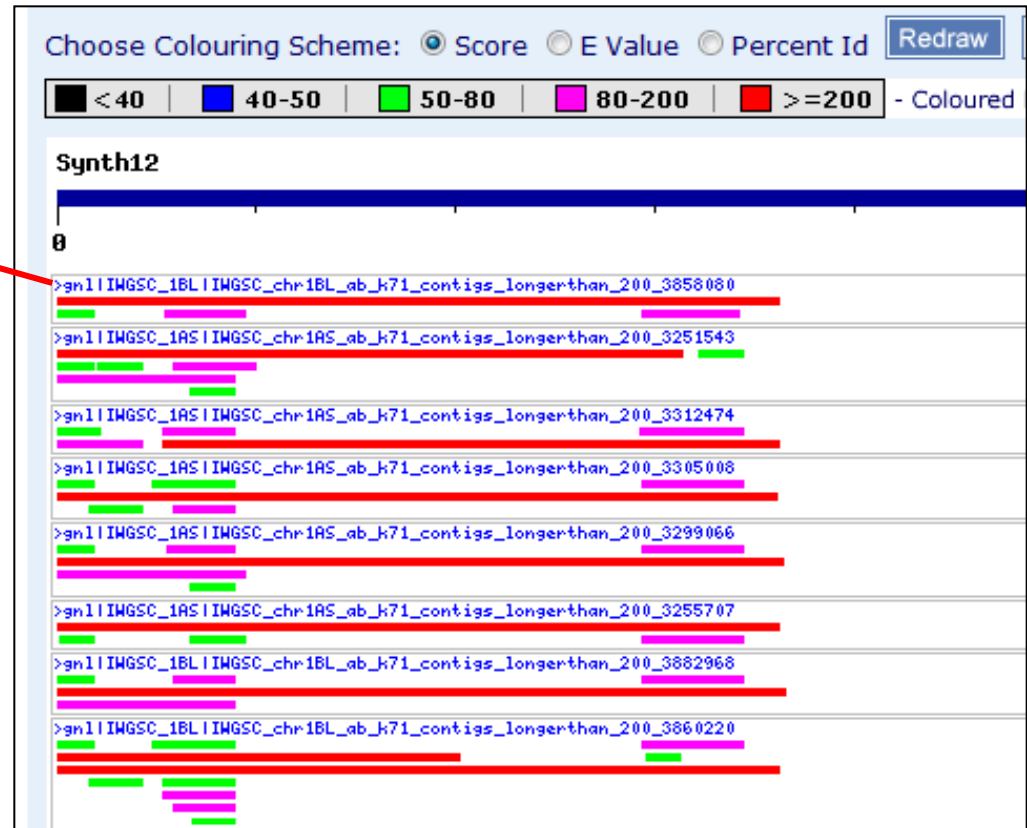 Choose Colouring Scheme: Score E Value Percent Id Redraw
<40 | 40-50 | 50-80 | 80-200 | >=200 - Coloured
Synth12
0
>gnl|IWGSC_1BL|IWGSC_chr1BL_ab_k71_contigs_longerthan_200_3858080
>gnl|IWGSC_1AS|IWGSC_chr1AS_ab_k71_contigs_longerthan_200_3251543
>gnl|IWGSC_1AS|IWGSC_chr1AS_ab_k71_contigs_longerthan_200_3312474
>gnl|IWGSC_1AS|IWGSC_chr1AS_ab_k71_contigs_longerthan_200_3305008
>gnl|IWGSC_1AS|IWGSC_chr1AS_ab_k71_contigs_longerthan_200_3299066
>gnl|IWGSC_1AS|IWGSC_chr1AS_ab_k71_contigs_longerthan_200_3255707
>gnl|IWGSC_1BL|IWGSC_chr1BL_ab_k71_contigs_longerthan_200_3882968
>gnl|IWGSC_1BL|IWGSC_chr1BL_ab_k71_contigs_longerthan_200_3860220